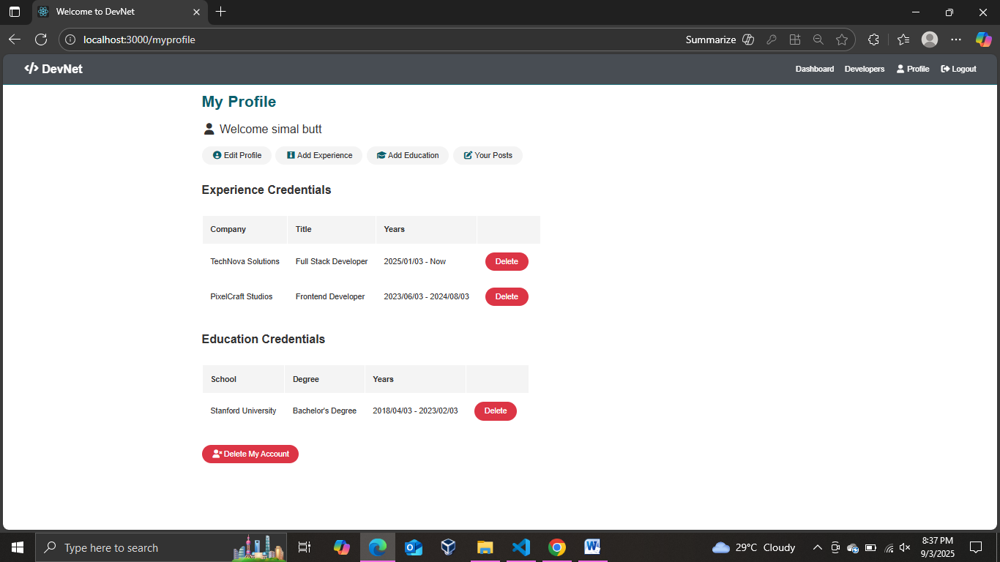 Welcome to DevNet
localhost:3000/myprofile
Summarize
</> DevNet
Dashboard Developers Profile Logout
My Profile
Welcome simal butt
Edit Profile Add Experience Add Education Your Posts
Experience Credentials
Company Title Years
TechNova Solutions Full Stack Developer 2025/01/03 - Now Delete
PixelCraft Studios Frontend Developer 2023/06/03 - 2024/08/03 Delete
Education Credentials
School Degree Years
Stanford University Bachelor's Degree 2018/04/03 - 2023/02/03 Delete
Delete My Account
Type here to search
29°C Cloudy
8:37 PM
9/3/2025